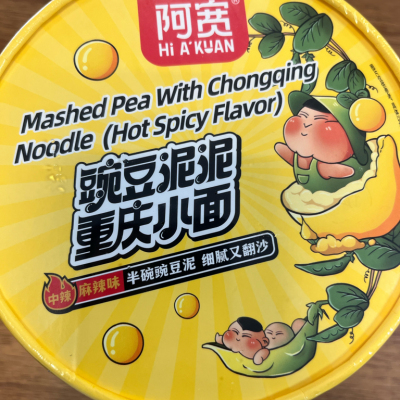 阿宽®
Hi A'KUAN
Mashed Pea With Chongqing
Noodle (Hot Spicy Flavor)
豌豆泥泥
重庆小面
中辣 麻辣味 半碗豌豆泥 细腻又翻沙